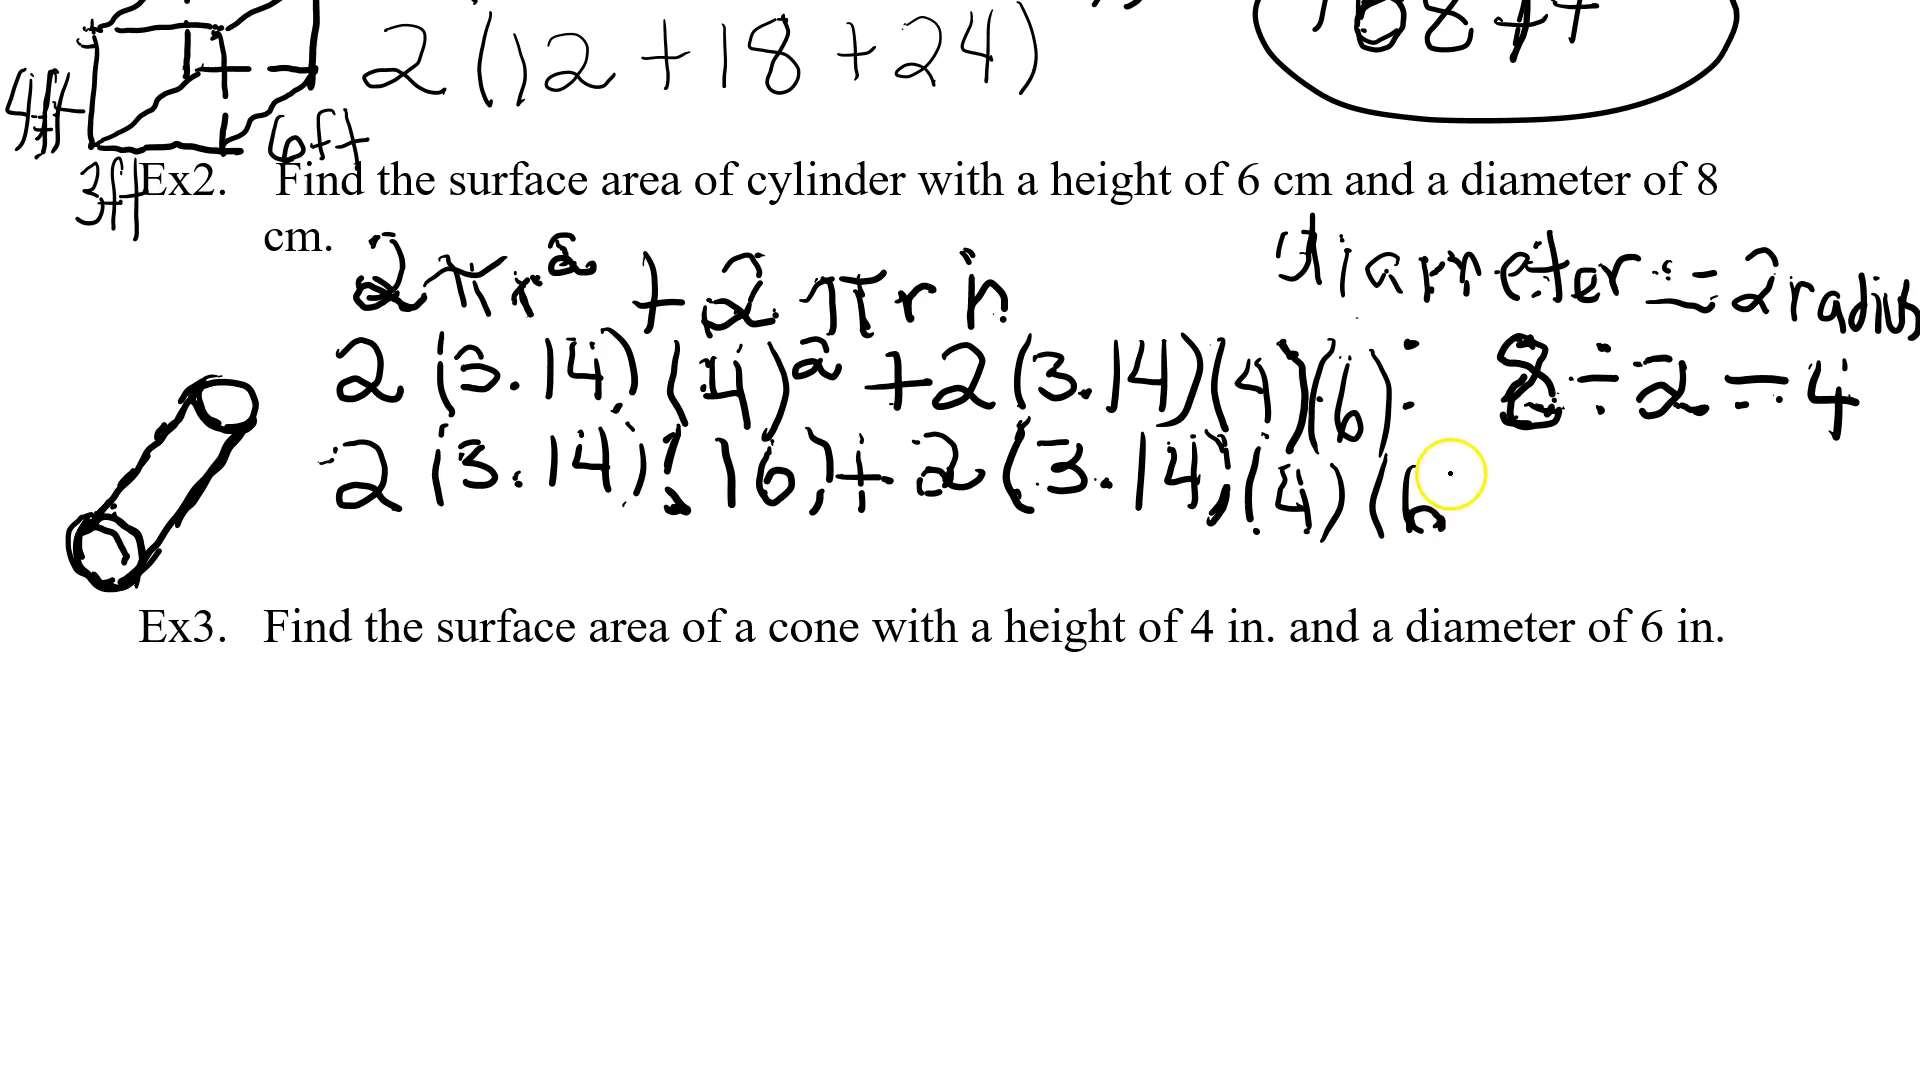 2(12+18+24)
4ft
6ft
3ft
Ex2. Find the surface area of cylinder with a height of 6 cm and a diameter of 8
cm.
2πr²+2πrh
diameter = 2radius
2(3.14)(4)²+2(3.14)(4)(6)
8÷2=4
2(3.14)(16)+2(3.14)(4)(6
Ex3. Find the surface area of a cone with a height of 4 in. and a diameter of 6 in.